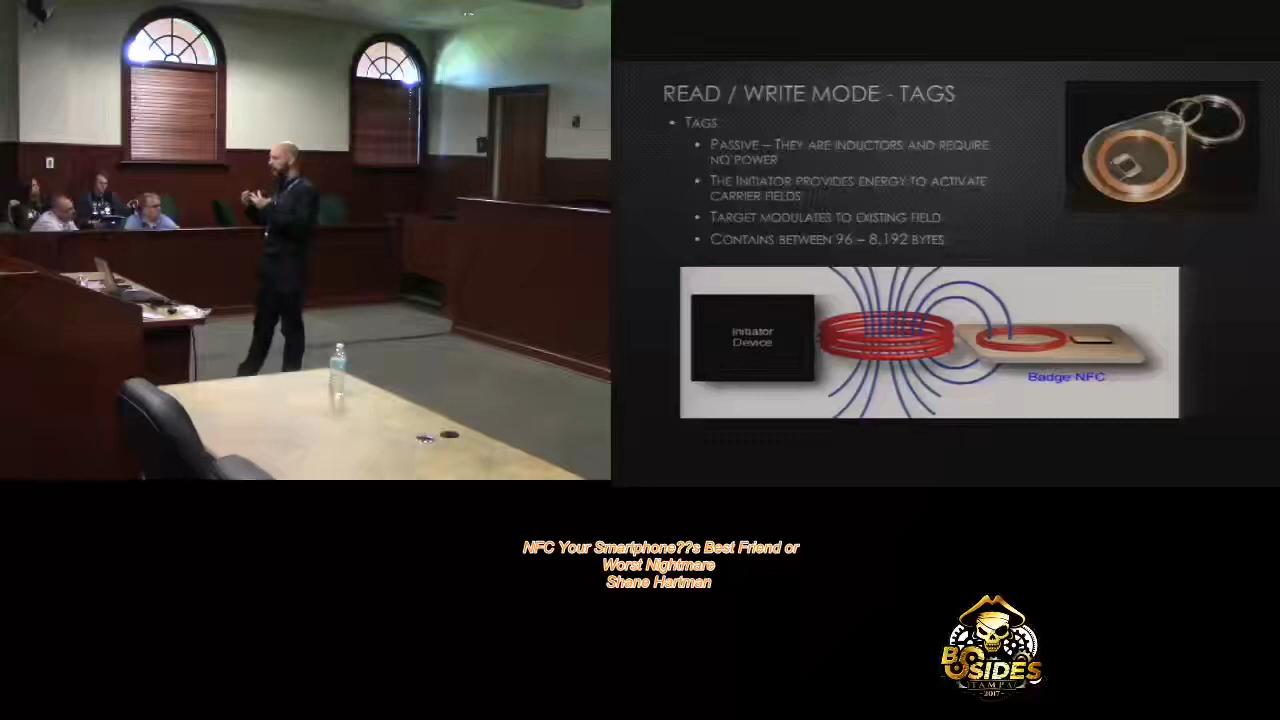 READ / WRITE MODE - TAGS
• TAGS
• PASSIVE – THEY ARE INDUCTORS AND REQUIRE
NO POWER
• THE INITIATOR PROVIDES ENERGY TO ACTIVATE
CARRIER FIELDS
• TARGET MODULATES TO EXISTING FIELD
• CONTAINS BETWEEN 96 – 8,192 BYTES
Initiator
Device
Badge NFC
NFC Your Smartphone??s Best Friend or
Worst Nightmare
Shane Hartman
BSIDES
TAMPA
2017